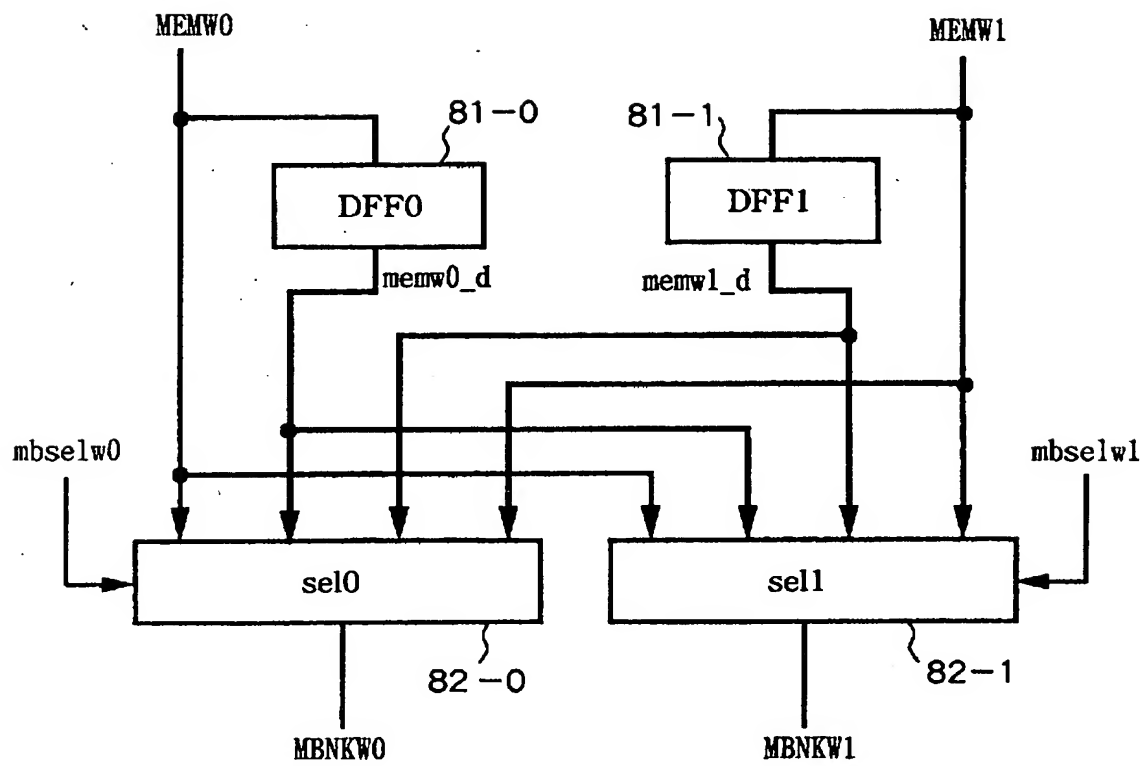 MEMW0
MEMW1
81-0
81-1
DFF0
DFF1
memw0_d
memw1_d
mbselw0
mbselw1
sel0
sel1
82-0
82-1
MBNKW0
MBNKW1